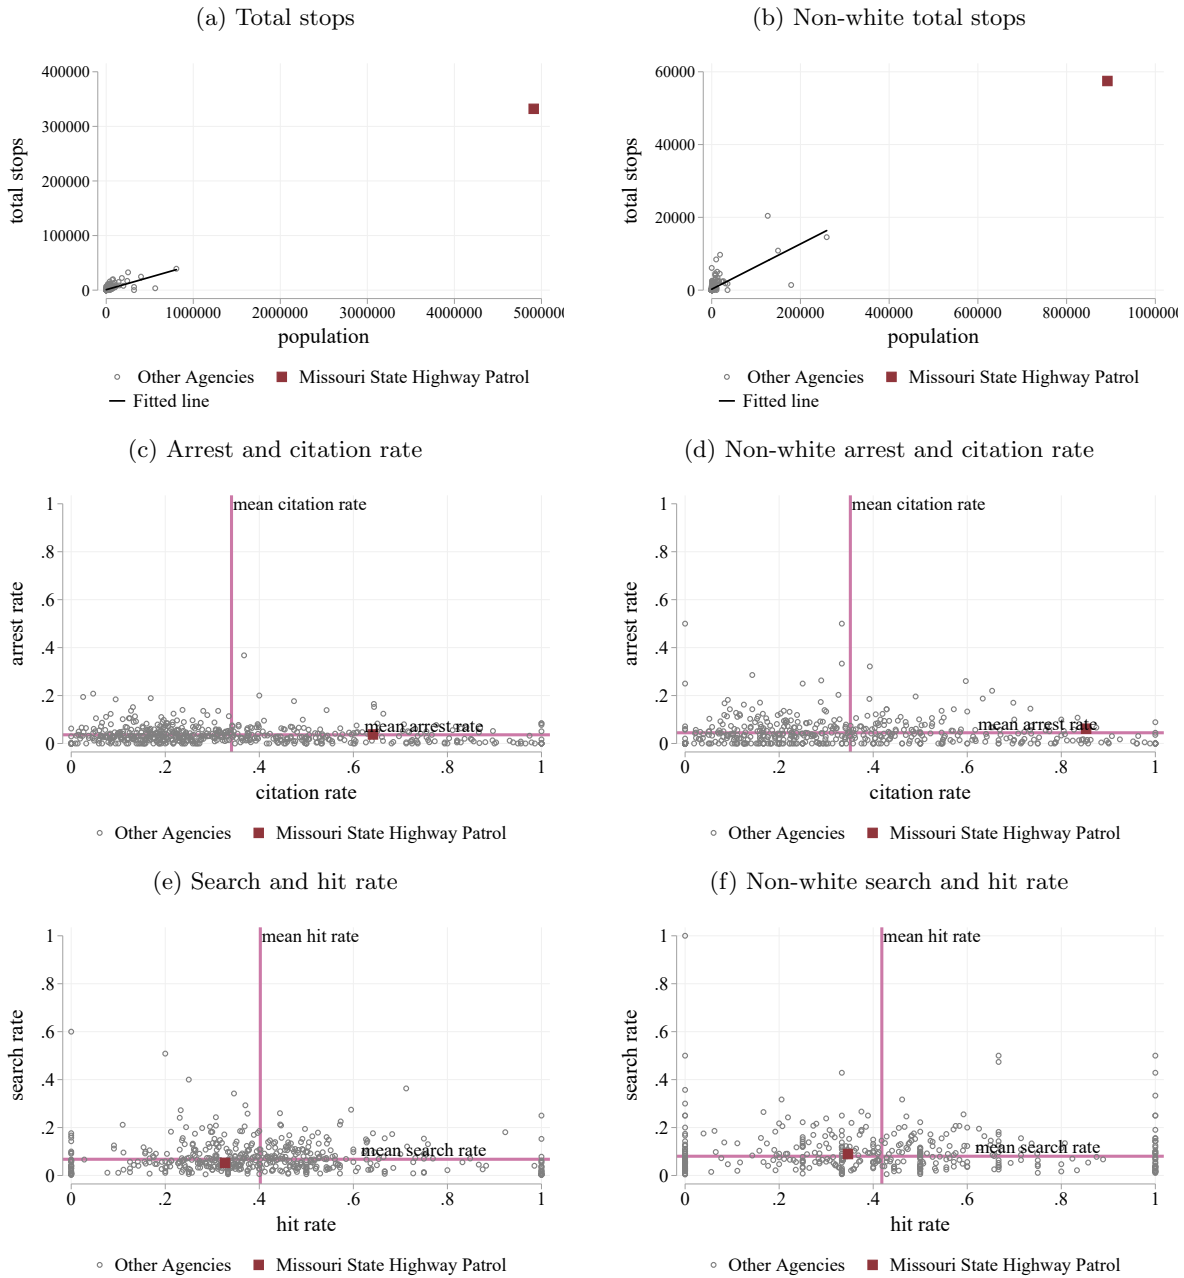 (a) Total stops
(b) Non-white total stops
400000
300000
200000
100000
0
total stops
0 1000000 2000000 3000000 4000000 5000000
population
Other Agencies Missouri State Highway Patrol
Fitted line
60000
40000
20000
0
total stops
0 200000 400000 600000 800000 1000000
population
Other Agencies Missouri State Highway Patrol
Fitted line
(c) Arrest and citation rate
(d) Non-white arrest and citation rate
1
.8
.6
.4
.2
0
arrest rate
mean citation rate
mean arrest rate
0 .2 .4 .6 .8 1
citation rate
Other Agencies Missouri State Highway Patrol
1
.8
.6
.4
.2
0
arrest rate
mean citation rate
mean arrest rate
0 .2 .4 .6 .8 1
citation rate
Other Agencies Missouri State Highway Patrol
(e) Search and hit rate
(f) Non-white search and hit rate
1
.8
.6
.4
.2
0
search rate
mean hit rate
mean search rate
0 .2 .4 .6 .8 1
hit rate
Other Agencies Missouri State Highway Patrol
1
.8
.6
.4
.2
0
search rate
mean hit rate
mean search rate
0 .2 .4 .6 .8 1
hit rate
Other Agencies Missouri State Highway Patrol